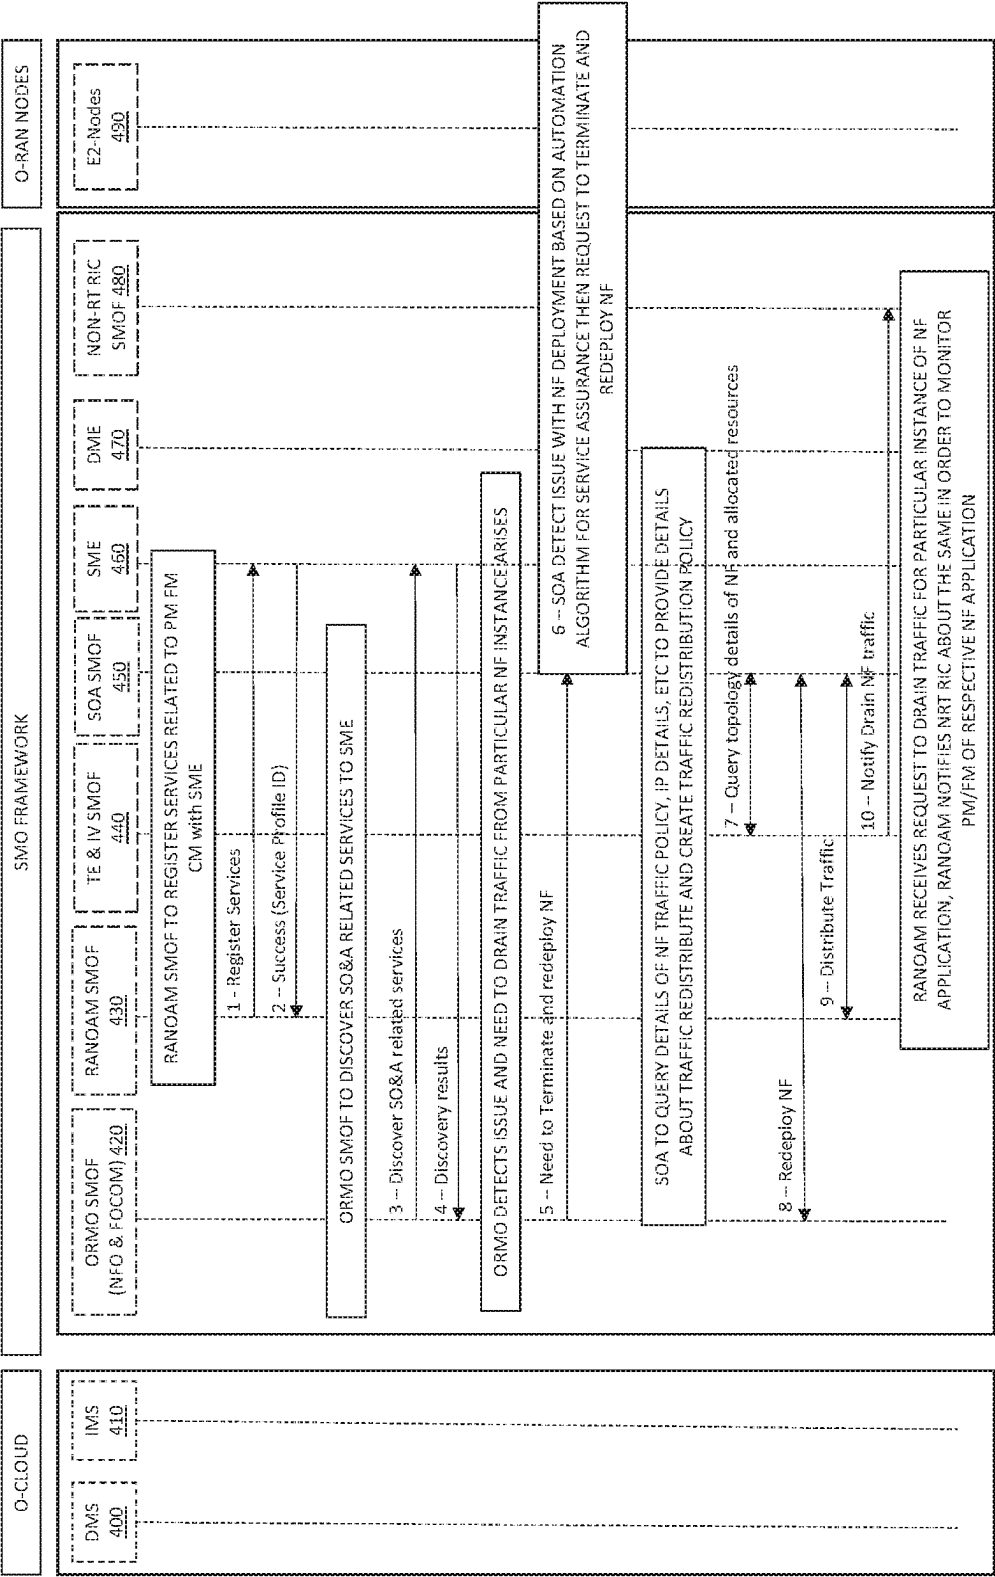 O-CLOUD
SMO FRAMEWORK
O-RAN NODES
DMS
400
IMS
410
ORMO SMOF
(NFO & FOCOM) 420
RANOAM SMOF
430
TE & IV SMOF
440
SOA SMOF
450
SME
460
DME
470
NON-RT RIC
SMOF 480
E2-Nodes
490
RANOAM SMOF TO REGISTER SERVICES RELATED TO PM FM
CM with SME
1 -- Register Services
2 -- Success (Service Profile ID)
ORMO SMOF TO DISCOVER SO&A RELATED SERVICES TO SME
3 -- Discover SO&A related services
4 -- Discovery results
ORMO DETECTS ISSUE AND NEED TO DRAIN TRAFFIC FROM PARTICULAR NF INSTANCE ARISES
5 -- Need to Terminate and redeploy NF
6 -- SOA DETECT ISSUE WITH NF DEPLOYMENT BASED ON AUTOMATION
ALGORITHM FOR SERVICE ASSURANCE THEN REQUEST TO TERMINATE AND
REDEPLOY NF
SOA TO QUERY DETAILS OF NF TRAFFIC POLICY, IP DETAILS, ETC TO PROVIDE DETAILS
ABOUT TRAFFIC REDISTRIBUTE AND CREATE TRAFFIC REDISTRIBUTION POLICY
7 -- Query topology details of NF and allocated resources
8 -- Redeploy NF
9 -- Distribute Traffic
10 -- Notify Drain NF traffic
RANOAM RECEIVES REQUEST TO DRAIN TRAFFIC FOR PARTICULAR INSTANCE OF NF
APPLICATION, RANOAM NOTIFIES NRT RIC ABOUT THE SAME IN ORDER TO MONITOR
PM/FM OF RESPECTIVE NF APPLICATION